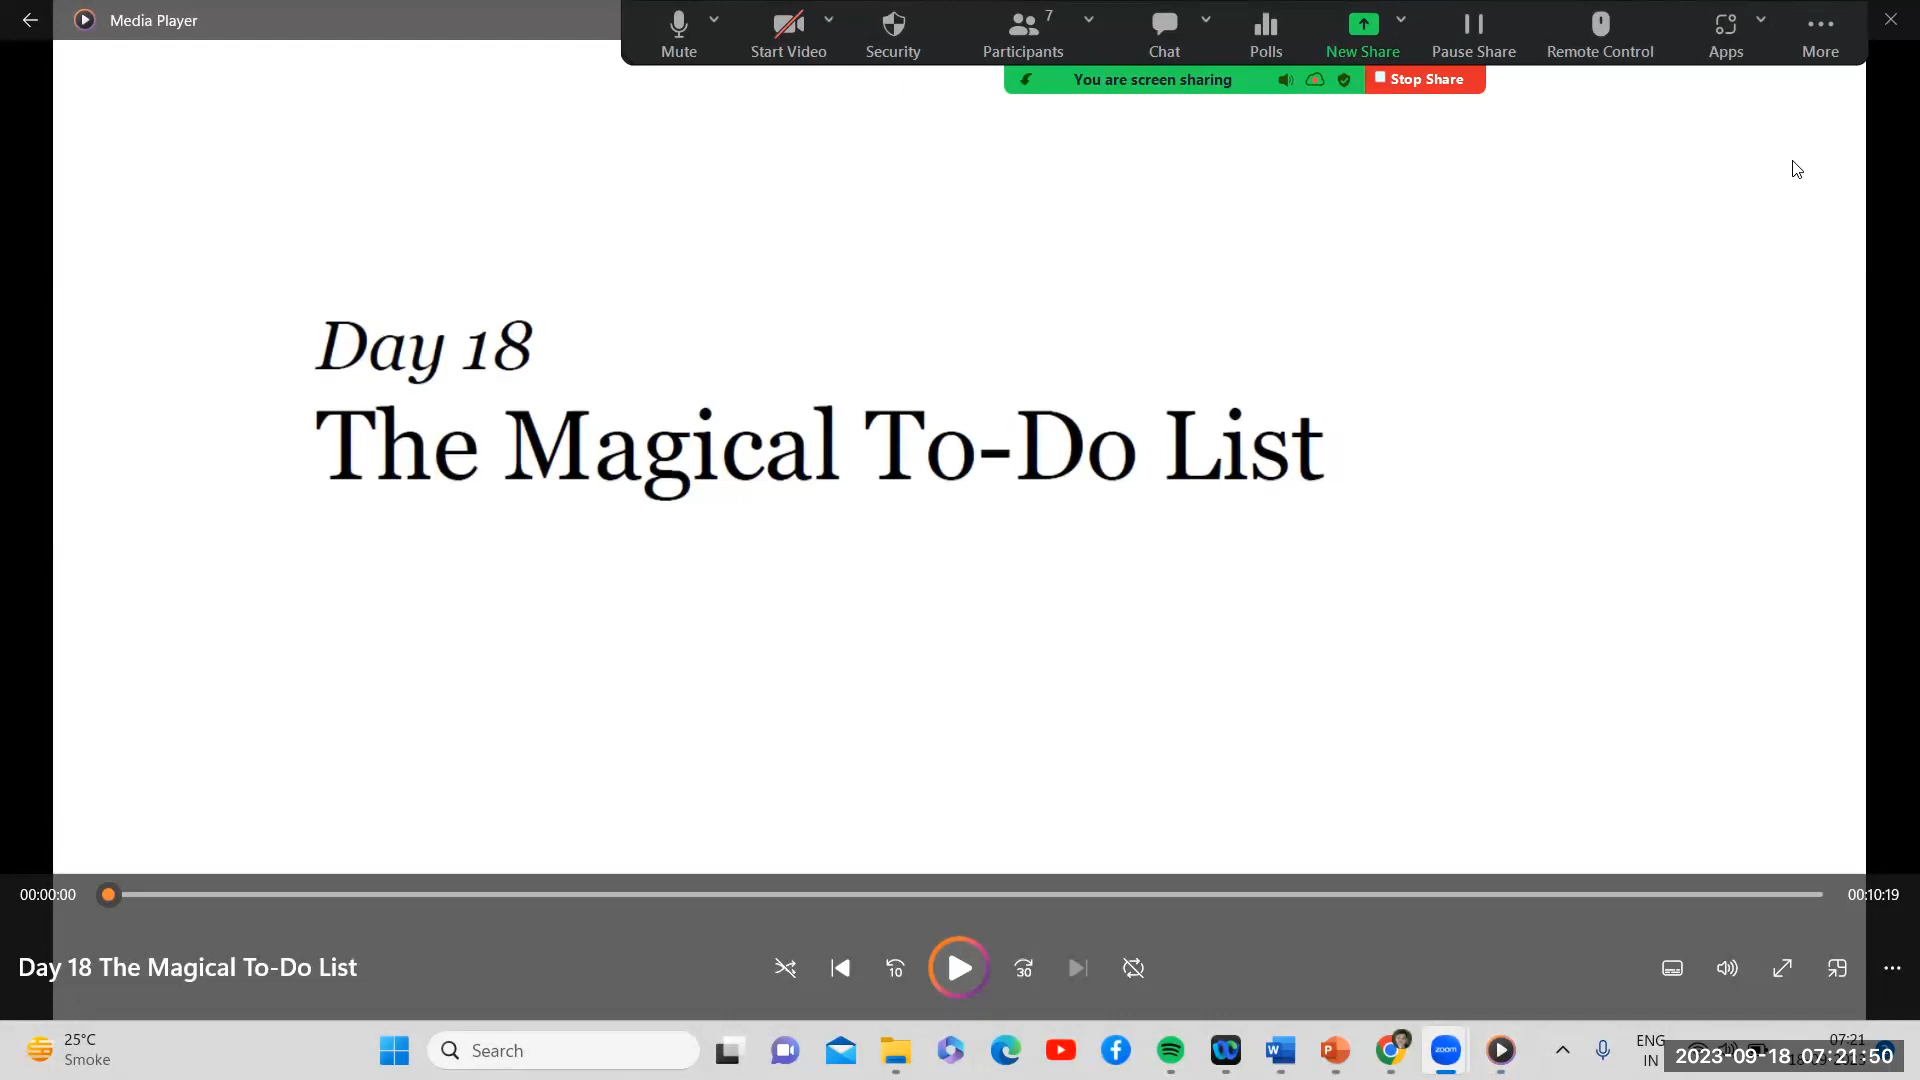 Media Player
7
Mute
Start Video
Security
Participants
Chat
Polls
New Share
Pause Share
Remote Control
Apps
More
You are screen sharing
Stop Share
Day 18
The Magical To-Do List
00:00:00
00:10:19
Day 18 The Magical To-Do List
10
30
25°C
Smoke
Search
W
P
zoom
ENG
IN
07:21
2023-09-18 07:21:50